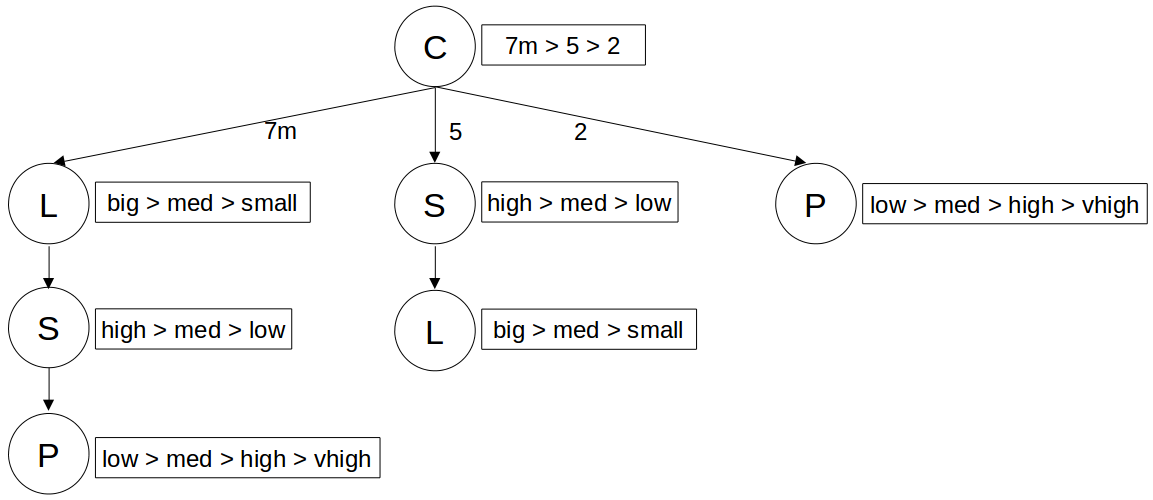 C
7m > 5 > 2
7m
5
2
L
big > med > small
S
high > med > low
P
low > med > high > vhigh
S
high > med > low
L
big > med > small
P
low > med > high > vhigh